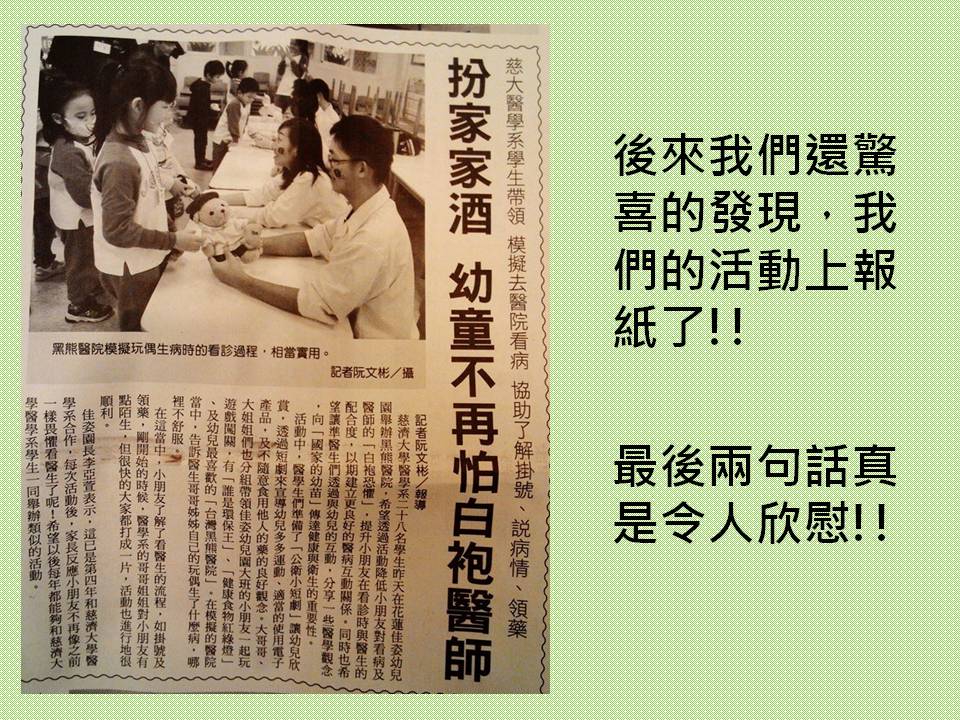 慈大醫學系學生帶領 模擬去醫院看病 協助了解掛號、説病情、領藥
扮家家酒 幼童不再怕白袍醫師
黑熊醫院模擬玩偶生病時的看診過程,相當實用。
記者阮文彬/攝
記者阮文彬/報導
慈濟大學醫學系二十八名學生昨天在花蓮佳姿幼兒
園舉辦黑熊醫院,希望透過活動降低小朋友對看病及
醫師的「白袍恐懼」,提升小朋友在看診時與醫生的
配合度,以期建立更良好的醫病互動關係。同時也希
望讓準醫生們透過與幼兒的互動,分享一些醫學觀念
,向「國家的幼苗」傳達健康與衛生的重要性。
活動中,醫學生們準備了「公衛小短劇」讓幼兒欣
賞,透過短劇來宣導幼兒多多運動、適當的使用電子
產品,及不隨意食用他人的藥的良好觀念。大哥哥、
大姐姐們也分組帶領佳姿幼兒園大班的小朋友一起玩
遊戲闖關,有「誰是環保王」、「健康食物紅綠燈」
、及幼兒最喜歡的「台灣黑熊醫院」。在模擬的醫院
當中,告訴醫生哥哥姊姊自己的玩偶生了什麼病,哪
裡不舒服。
在這當中,小朋友了解了看醫生的流程,如掛號及
領藥,剛開始的時候,醫學系的哥哥姐姐對小朋友有
點陌生,但很快的大家都打成一片,活動也進行地很
順利。
佳姿園長李亞萱表示,這已是第四年和慈濟大學醫
學系合作,每次活動後,家長反應小朋友不再像之前
一樣畏懼看醫生了呢!希望以後每年都能夠和慈濟大
學醫學系學生一同舉辦類似的活動。
後來我們還驚
喜的發現,我
們的活動上報
紙了!!
最後兩句話真
是令人欣慰!!